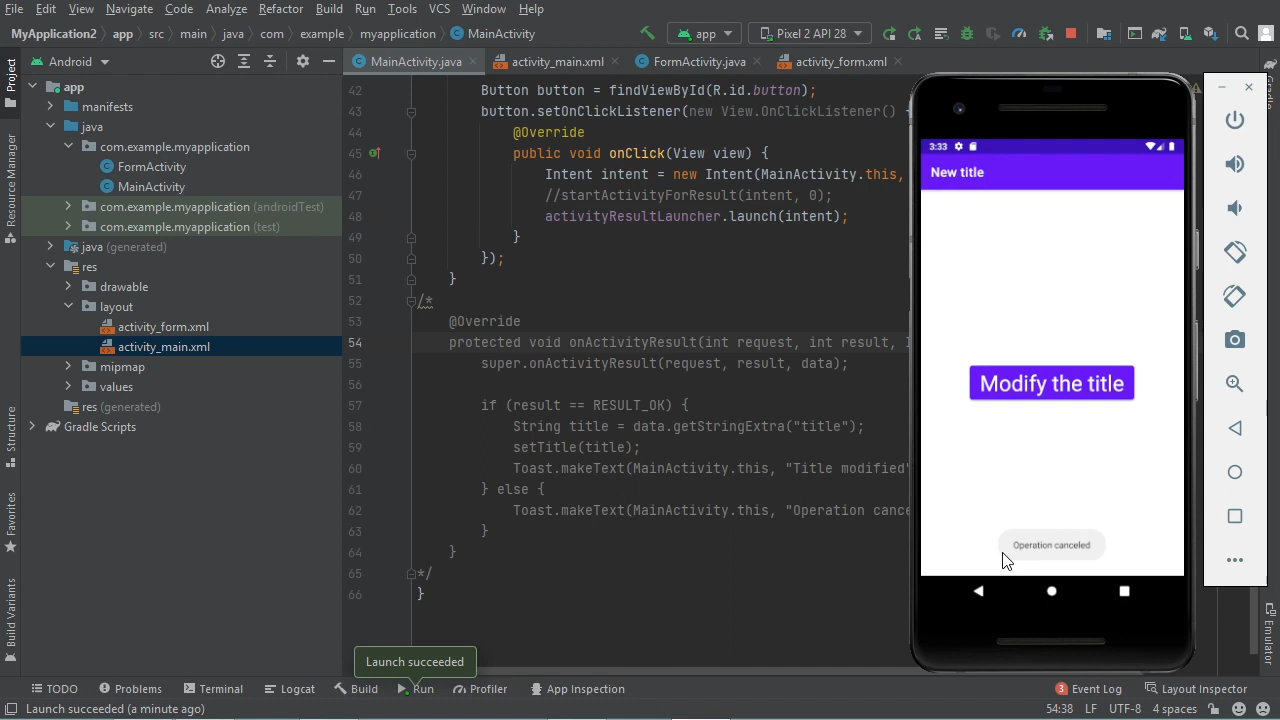 File Edit View Navigate Code Analyze Refactor Build Run Tools VCS Window Help
MyApplication2 app src main java com example myapplication MainActivity
app Pixel 2 API 28
Android
MainActivity.java activity_main.xml FormActivity.java activity_form.xml
Project
Resource Manager
Structure
Favorites
Build Variants
app
manifests
java
com.example.myapplication
FormActivity
MainActivity
com.example.myapplication (androidTest)
com.example.myapplication (test)
java (generated)
res
drawable
layout
activity_form.xml
activity_main.xml
mipmap
values
res (generated)
Gradle Scripts
42 Button button = findViewById(R.id.button);
43 button.setOnClickListener(new View.OnClickListener() {
44 @Override
45 public void onClick(View view) {
46 Intent intent = new Intent(MainActivity.this,
47 //startActivityForResult(intent, 0);
48 activityResultLauncher.launch(intent);
49 }
50 });
51 }
52 /*
53 @Override
54 protected void onActivityResult(int request, int result, I
55 super.onActivityResult(request, result, data);
56
57 if (result == RESULT_OK) {
58 String title = data.getStringExtra("title");
59 setTitle(title);
60 Toast.makeText(MainActivity.this, "Title modified"
61 } else {
62 Toast.makeText(MainActivity.this, "Operation cance
63 }
64 }
65 */
66 }
3:33
New title
Modify the title
Operation canceled
Emulator
Launch succeeded
TODO Problems Terminal Logcat Build Run Profiler App Inspection 3 Event Log Layout Inspector
Launch succeeded (a minute ago) 54:38 LF UTF-8 4 spaces